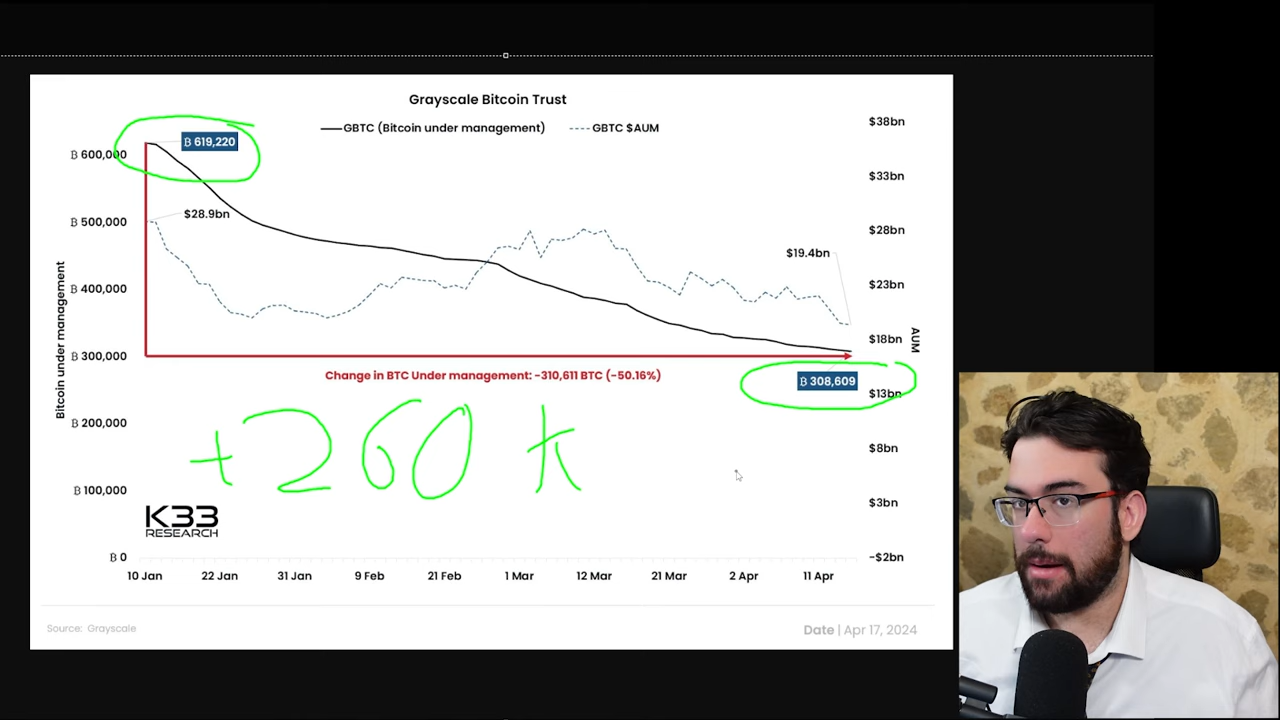 Grayscale Bitcoin Trust
GBTC (Bitcoin under management) GBTC $AUM
₿ 619,220
$28.9bn
$19.4bn
₿ 308,609
Change in BTC Under management: -310,611 BTC (-50.16%)
+260 k
Bitcoin under management
₿ 600,000
₿ 500,000
₿ 400,000
₿ 300,000
₿ 200,000
₿ 100,000
₿ 0
$38bn
$33bn
$28bn
$23bn
$18bn
$13bn
$8bn
$3bn
-$2bn
AUM
K33
RESEARCH
10 Jan 22 Jan 31 Jan 9 Feb 21 Feb 1 Mar 12 Mar 21 Mar 2 Apr 11 Apr
Source: Grayscale
Date | Apr 17, 2024